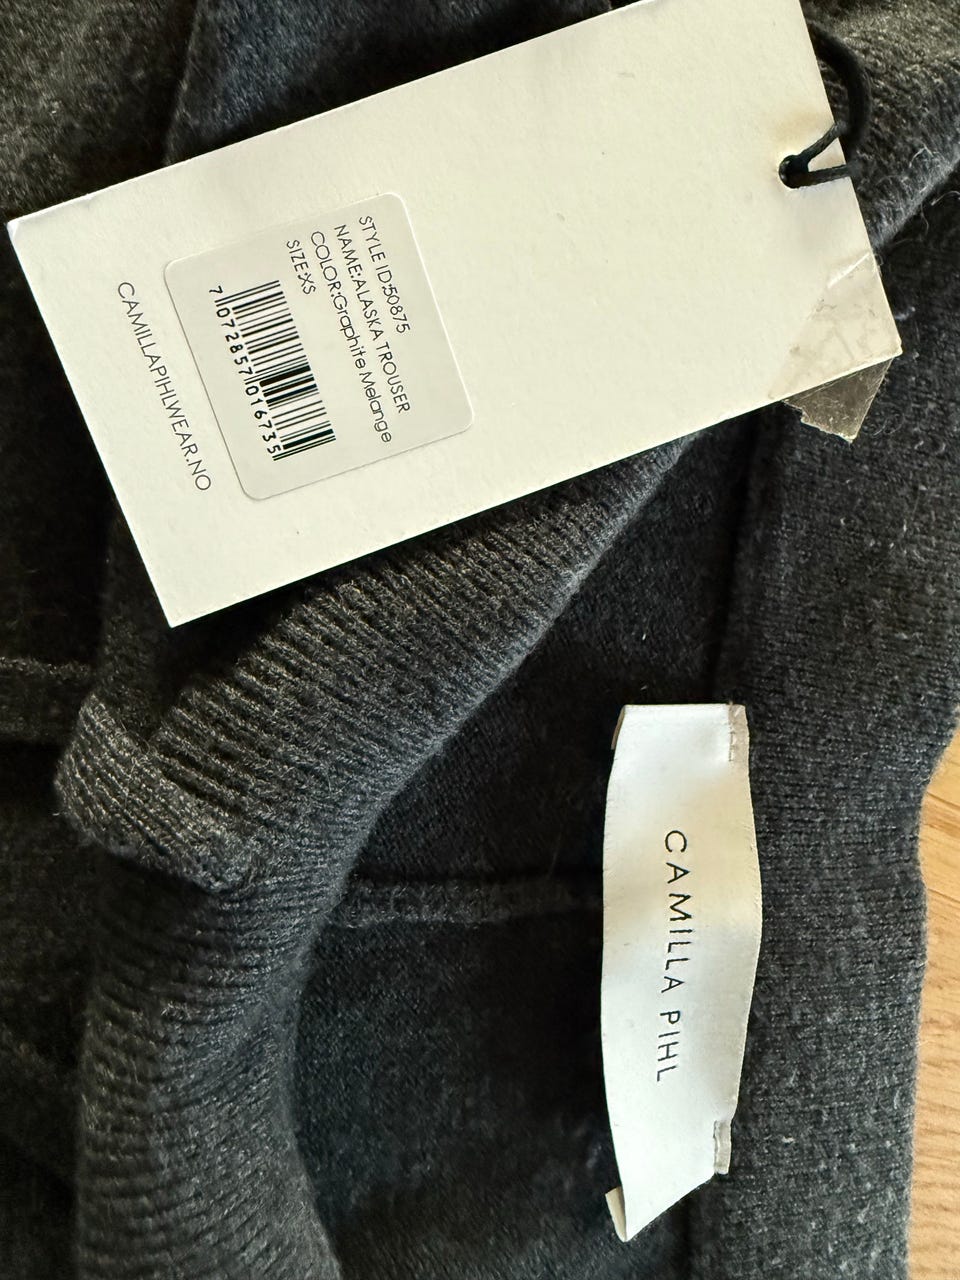 STYLE ID:50875
NAME:ALASKA TROUSER
COLOR:Graphite Melange
SIZE:XS
7 072857 016735
CAMILLAPIHLWEAR.NO
CAMILLA PIHL